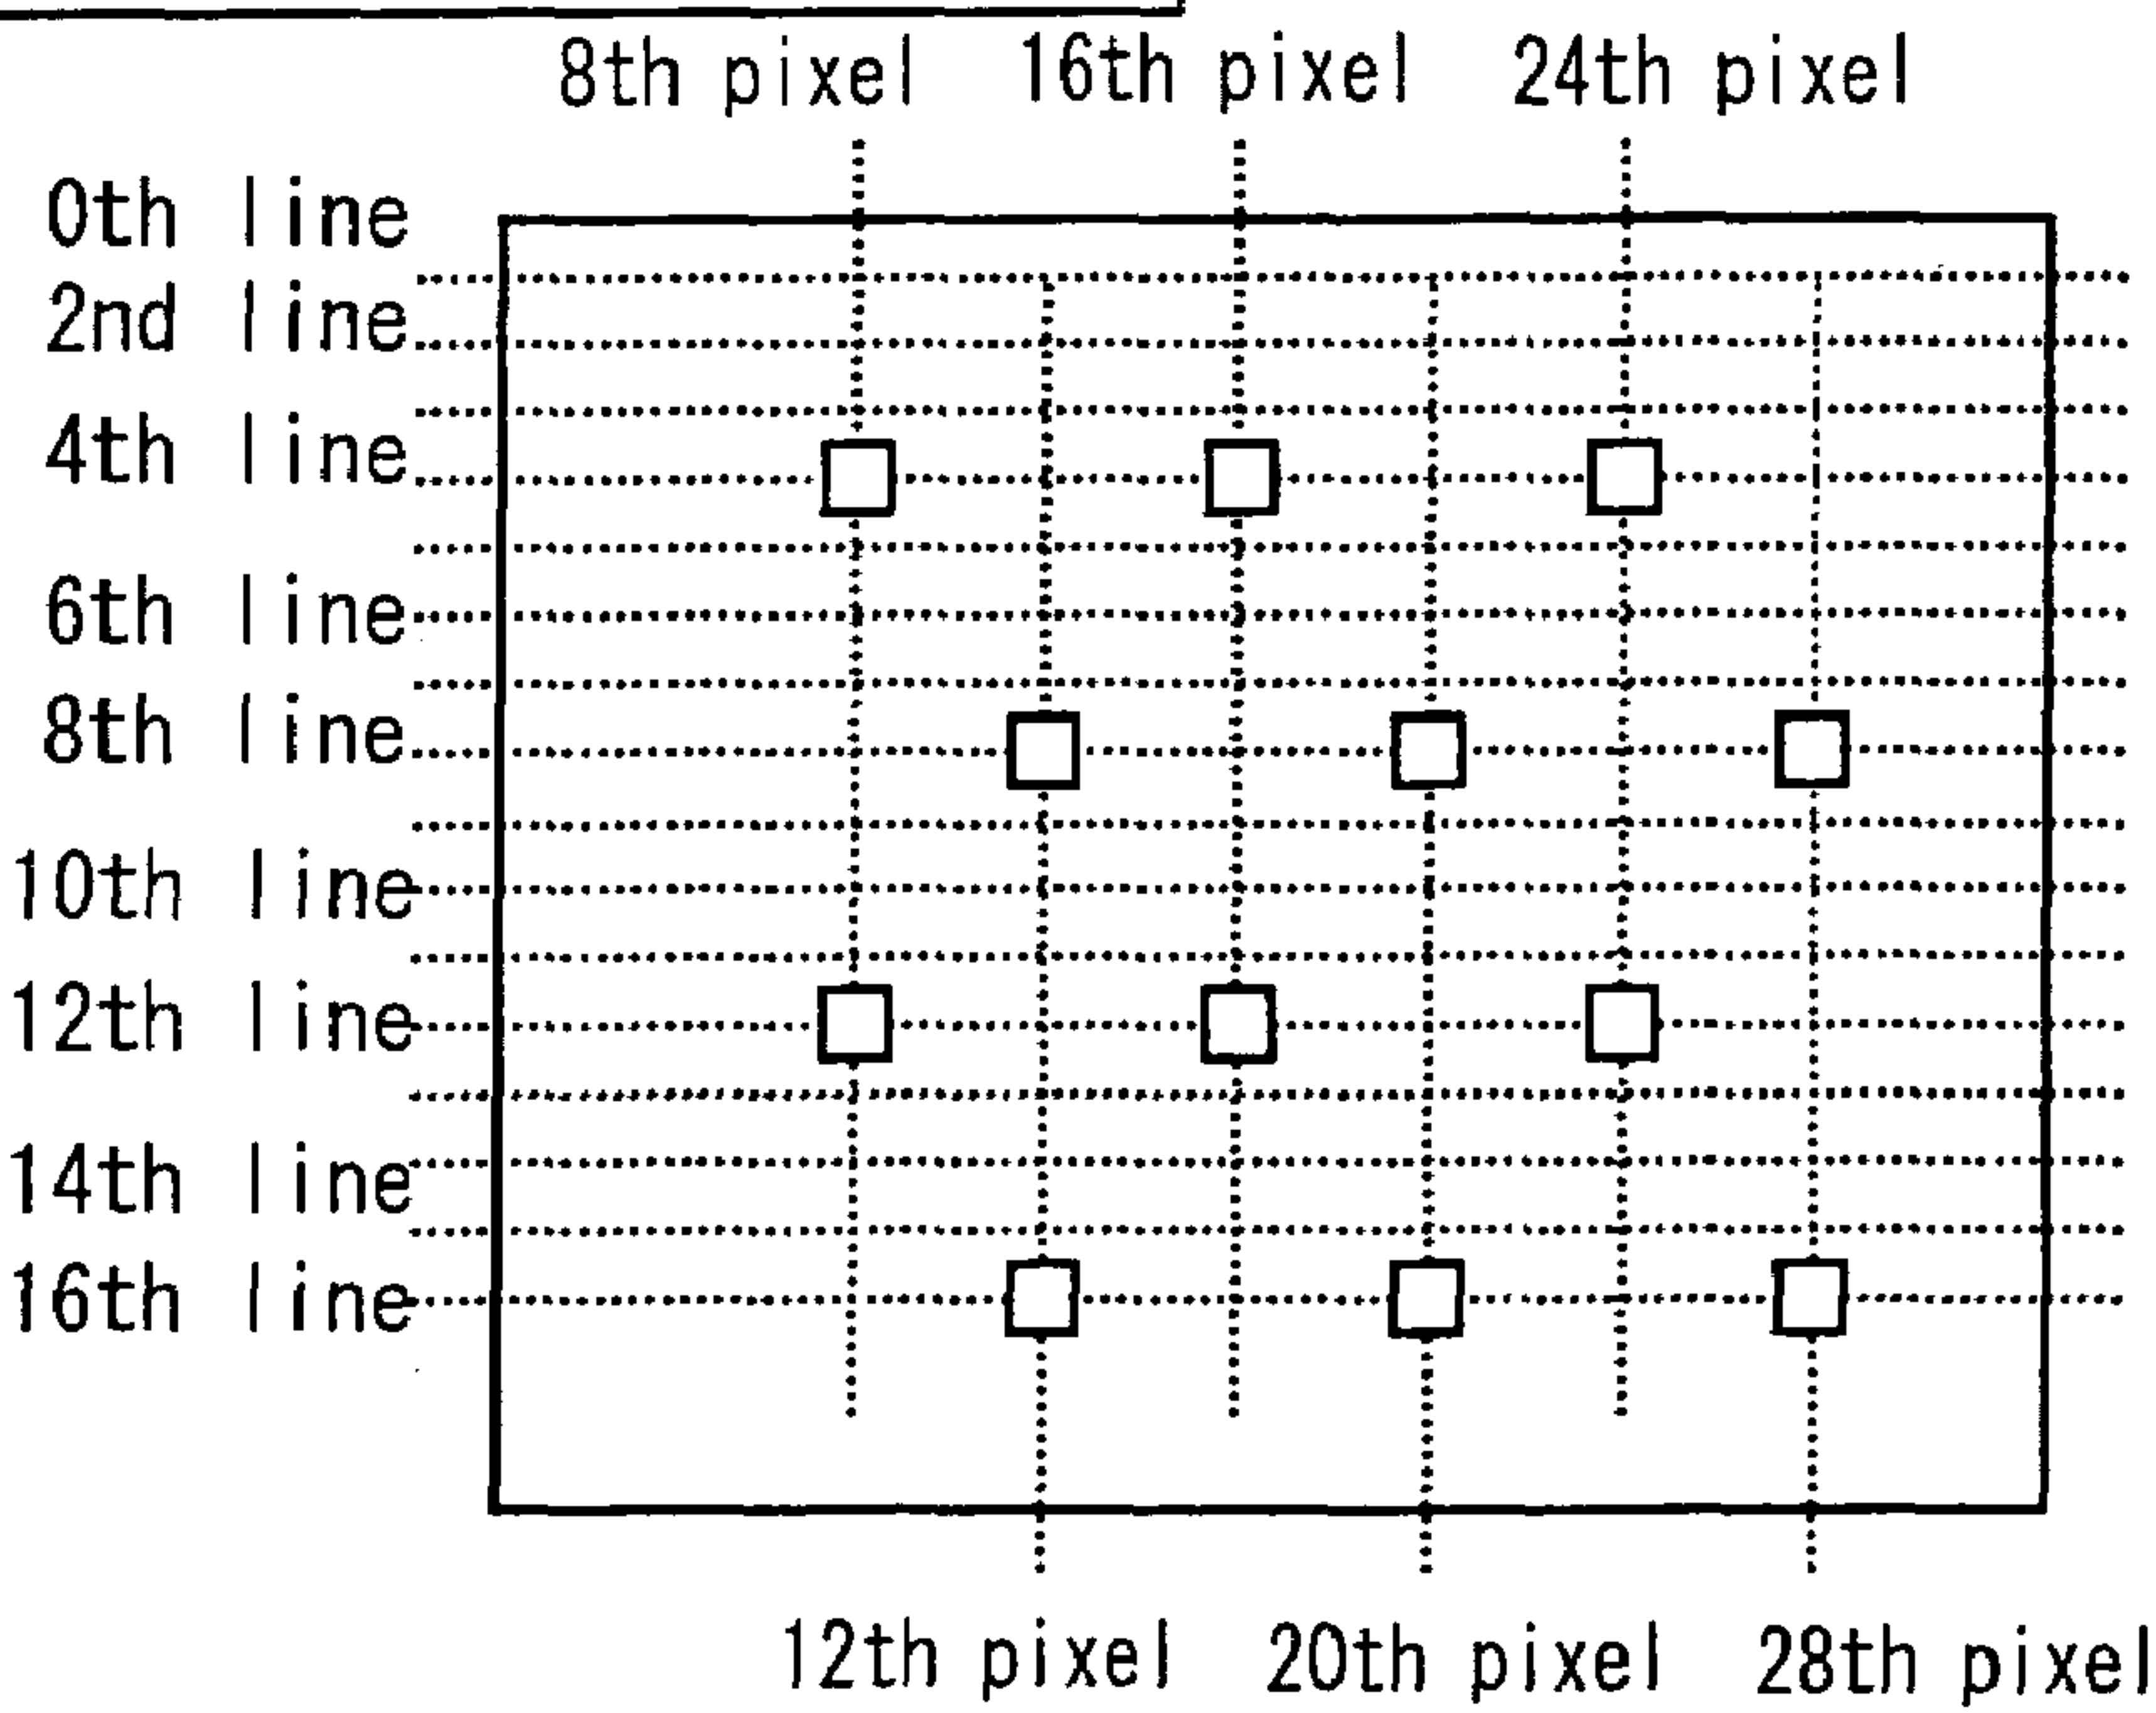 8th pixel 16th pixel 24th pixel
0th line
2nd line
4th line
6th line
8th line
10th line
12th line
14th line
16th line
12th pixel 20th pixel 28th pixel